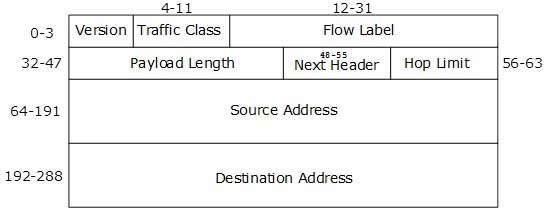 4-11 12-31
0-3 Version Traffic Class Flow Label
32-47 Payload Length 48-55 Next Header Hop Limit 56-63
64-191 Source Address
192-288 Destination Address